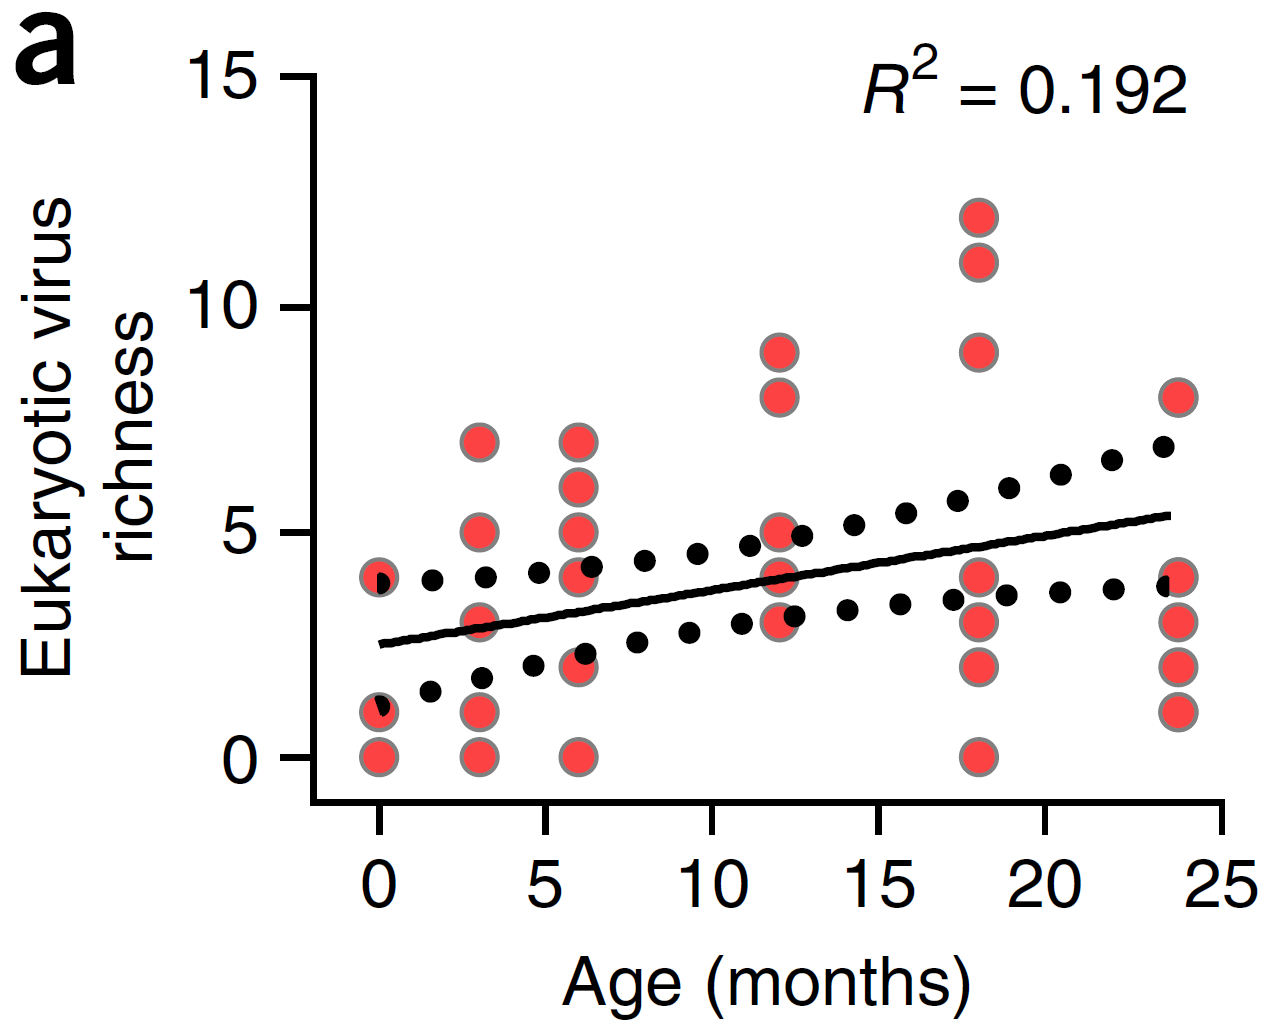 a
R² = 0.192
Eukaryotic virus
richness
15
10
5
0
0 5 10 15 20 25
Age (months)